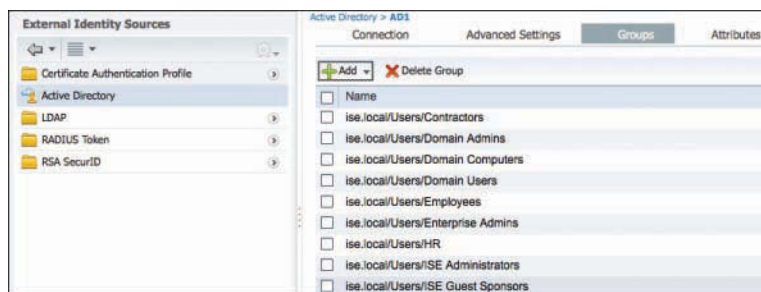 External Identity Sources
Certificate Authentication Profile
Active Directory
LDAP
RADIUS Token
RSA SecurID
Active Directory > AD1
Connection Advanced Settings Groups Attributes
Add Delete Group
Name
ise.local/Users/Contractors
ise.local/Users/Domain Admins
ise.local/Users/Domain Computers
ise.local/Users/Domain Users
ise.local/Users/Employees
ise.local/Users/Enterprise Admins
ise.local/Users/HR
ise.local/Users/ISE Administrators
ise.local/Users/ISE Guest Sponsors